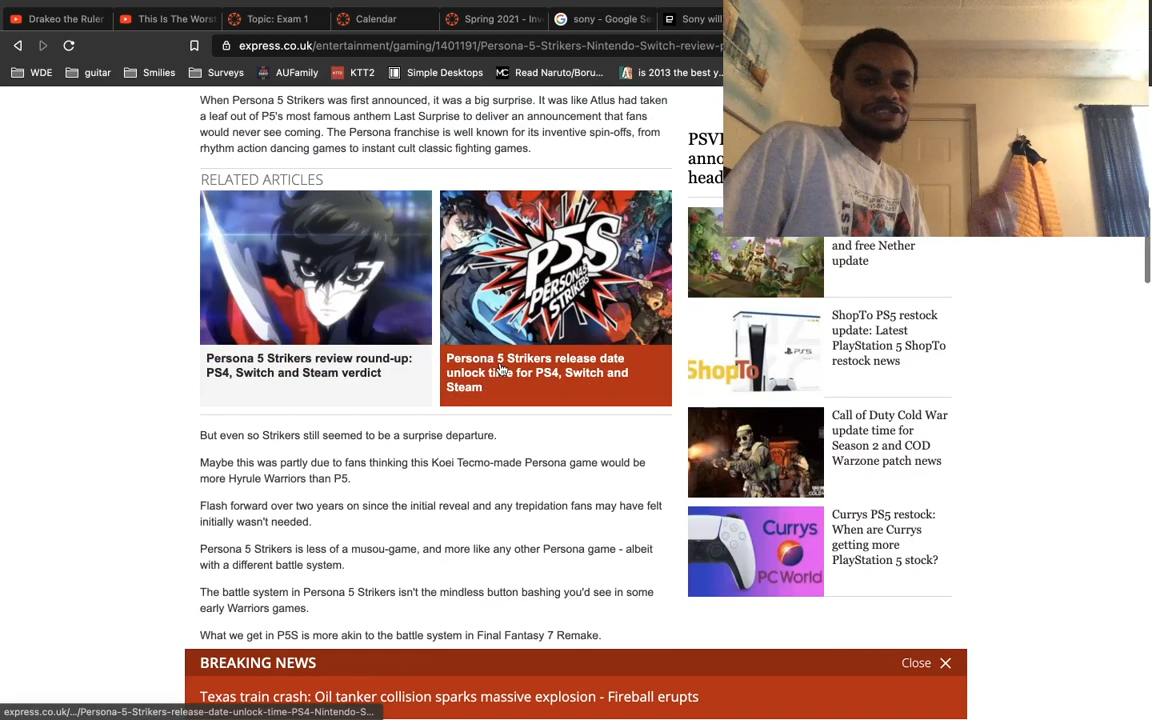 Drakeo the Ruler
This Is The Worst
Topic: Exam 1
Calendar
Spring 2021 - Inv
sony - Google Se
Sony will
express.co.uk/entertainment/gaming/1401191/Persona-5-Strikers-Nintendo-Switch-review-p
WDE
guitar
Smilies
Surveys
AUFamily
KTT2
Simple Desktops
Read Naruto/Boru...
is 2013 the best y...
When Persona 5 Strikers was first announced, it was a big surprise. It was like Atlus had taken
a leaf out of P5's most famous anthem Last Surprise to deliver an announcement that fans
would never see coming. The Persona franchise is well known for its inventive spin-offs, from
rhythm action dancing games to instant cult classic fighting games.
RELATED ARTICLES
P5S
PERSONA5
STRIKERS
Persona 5 Strikers review round-up:
PS4, Switch and Steam verdict
Persona 5 Strikers release date
unlock time for PS4, Switch and
Steam
But even so Strikers still seemed to be a surprise departure.
Maybe this was partly due to fans thinking this Koei Tecmo-made Persona game would be
more Hyrule Warriors than P5.
Flash forward over two years on since the initial reveal and any trepidation fans may have felt
initially wasn't needed.
Persona 5 Strikers is less of a musou-game, and more like any other Persona game - albeit
with a different battle system.
The battle system in Persona 5 Strikers isn't the mindless button bashing you'd see in some
early Warriors games.
What we get in P5S is more akin to the battle system in Final Fantasy 7 Remake.
PSV
anno
head
and free Nether
update
PS5
ShopTo
ShopTo PS5 restock
update: Latest
PlayStation 5 ShopTo
restock news
Call of Duty Cold War
update time for
Season 2 and COD
Warzone patch news
Currys
PC World
Currys PS5 restock:
When are Currys
getting more
PlayStation 5 stock?
BREAKING NEWS
Close
Texas train crash: Oil tanker collision sparks massive explosion - Fireball erupts
express.co.uk/.../Persona-5-Strikers-release-date-unlock-time-PS4-Nintendo-S...